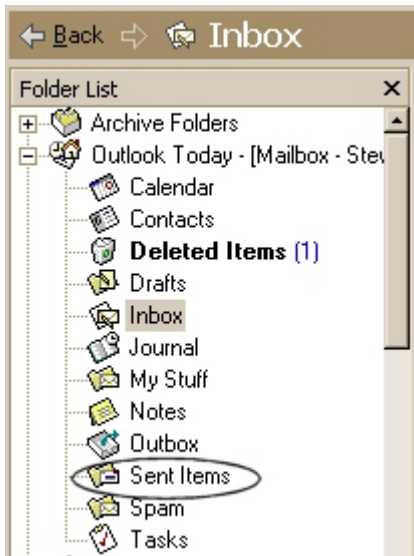 Back Inbox
Folder List
Archive Folders
Outlook Today - [Mailbox -
Calendar
Contacts
Deleted Items (1)
Drafts
Inbox
Journal
My Stuff
Notes
Outbox
Sent Items
Spam
Tasks